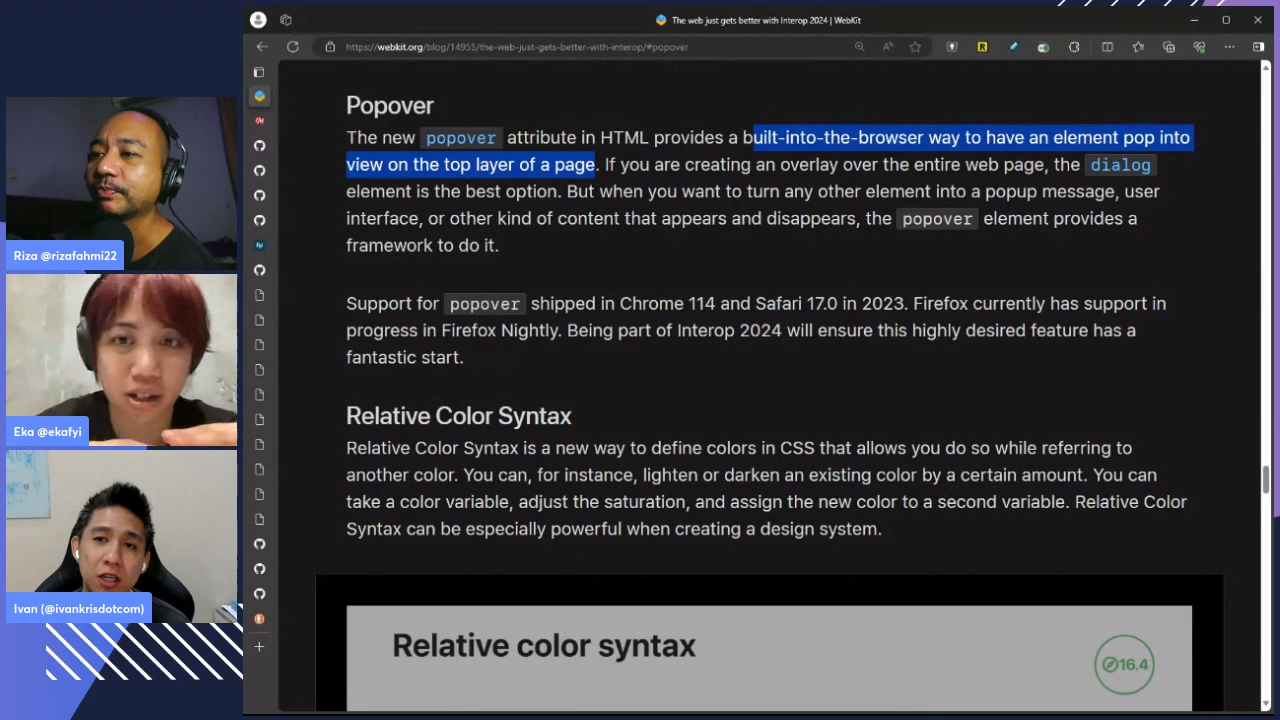 The web just gets better with Interop 2024 | WebKit
https://webkit.org/blog/14955/the-web-just-gets-better-with-interop/#popover
Popover
The new popover attribute in HTML provides a built-into-the-browser way to have an element pop into
view on the top layer of a page. If you are creating an overlay over the entire web page, the dialog
element is the best option. But when you want to turn any other element into a popup message, user
interface, or other kind of content that appears and disappears, the popover element provides a
framework to do it.
Support for popover shipped in Chrome 114 and Safari 17.0 in 2023. Firefox currently has support in
progress in Firefox Nightly. Being part of Interop 2024 will ensure this highly desired feature has a
fantastic start.
Relative Color Syntax
Relative Color Syntax is a new way to define colors in CSS that allows you do so while referring to
another color. You can, for instance, lighten or darken an existing color by a certain amount. You can
take a color variable, adjust the saturation, and assign the new color to a second variable. Relative Color
Syntax can be especially powerful when creating a design system.
Relative color syntax
16.4
Riza @rizafahmi22
Eka @ekafyi
Ivan (@ivankrisdotcom)